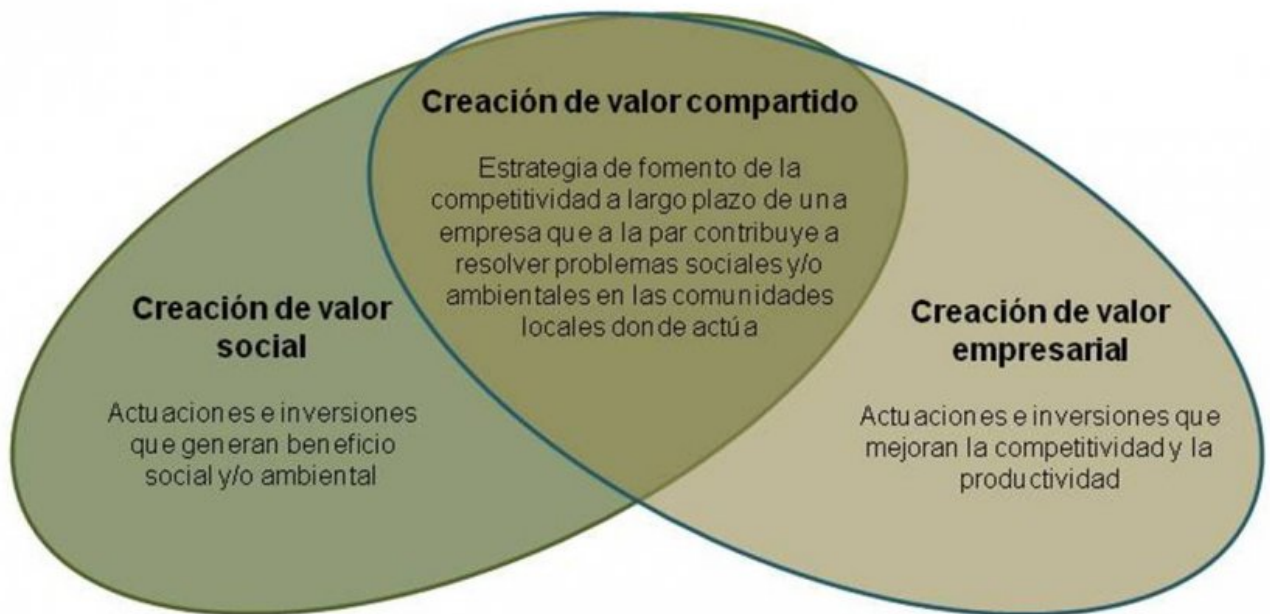 Creación de valor compartido
Estrategia de fomento de la
competitividad a largo plazo de una
empresa que a la par contribuye a
resolver problemas sociales y/o
ambientales en las comunidades
locales donde actúa
Creación de valor
social
Actuaciones e inversiones
que generan beneficio
social y/o ambiental
Creación de valor
empresarial
Actuaciones e inversiones que
mejoran la competitividad y la
productividad